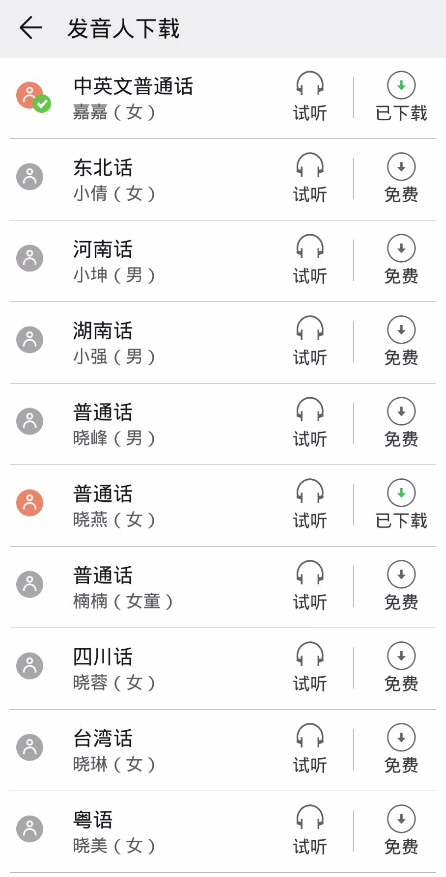 发音人下载
中英文普通话
嘉嘉（女）
试听
已下载
东北话
小倩（女）
试听
免费
河南话
小坤（男）
试听
免费
湖南话
小强（男）
试听
免费
普通话
晓峰（男）
试听
免费
普通话
晓燕（女）
试听
已下载
普通话
楠楠（女童）
试听
免费
四川话
晓蓉（女）
试听
免费
台湾话
晓琳（女）
试听
免费
粤语
晓美（女）
试听
免费